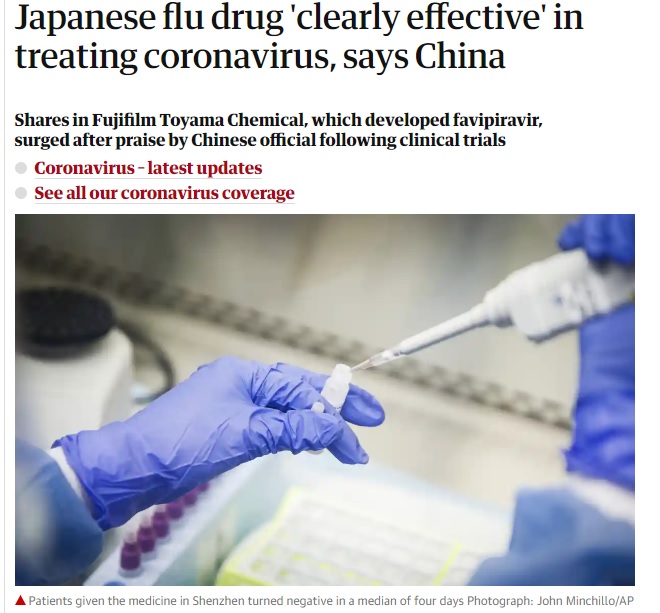 Japanese flu drug 'clearly effective' in
treating coronavirus, says China
Shares in Fujifilm Toyama Chemical, which developed favipiravir,
surged after praise by Chinese official following clinical trials
Coronavirus – latest updates
See all our coronavirus coverage
Patients given the medicine in Shenzhen turned negative in a median of four days Photograph: John Minchillo/AP